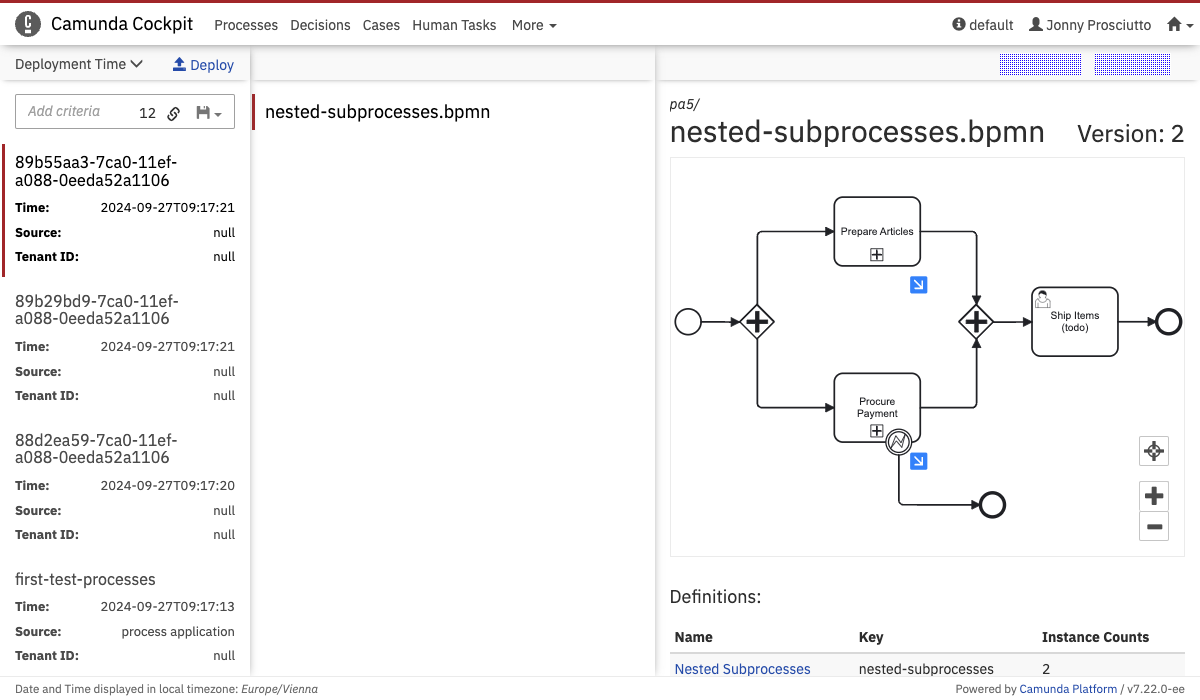 Camunda Cockpit
Processes Decisions Cases Human Tasks More
default Jonny Prosciutto
Deployment Time Deploy
Add criteria 12
89b55aa3-7ca0-11ef-
a088-0eeda52a1106
Time: 2024-09-27T09:17:21
Source: null
Tenant ID: null
89b29bd9-7ca0-11ef-
a088-0eeda52a1106
Time: 2024-09-27T09:17:21
Source: null
Tenant ID: null
88d2ea59-7ca0-11ef-
a088-0eeda52a1106
Time: 2024-09-27T09:17:20
Source: null
Tenant ID: null
first-test-processes
Time: 2024-09-27T09:17:13
Source: process application
Tenant ID: null
nested-subprocesses.bpmn
pa5/
nested-subprocesses.bpmn Version: 2
Prepare Articles
Ship Items
(todo)
Procure
Payment
Definitions:
Name Key Instance Counts
Nested Subprocesses nested-subprocesses 2
Date and Time displayed in local timezone: Europe/Vienna
Powered by Camunda Platform / v7.22.0-ee